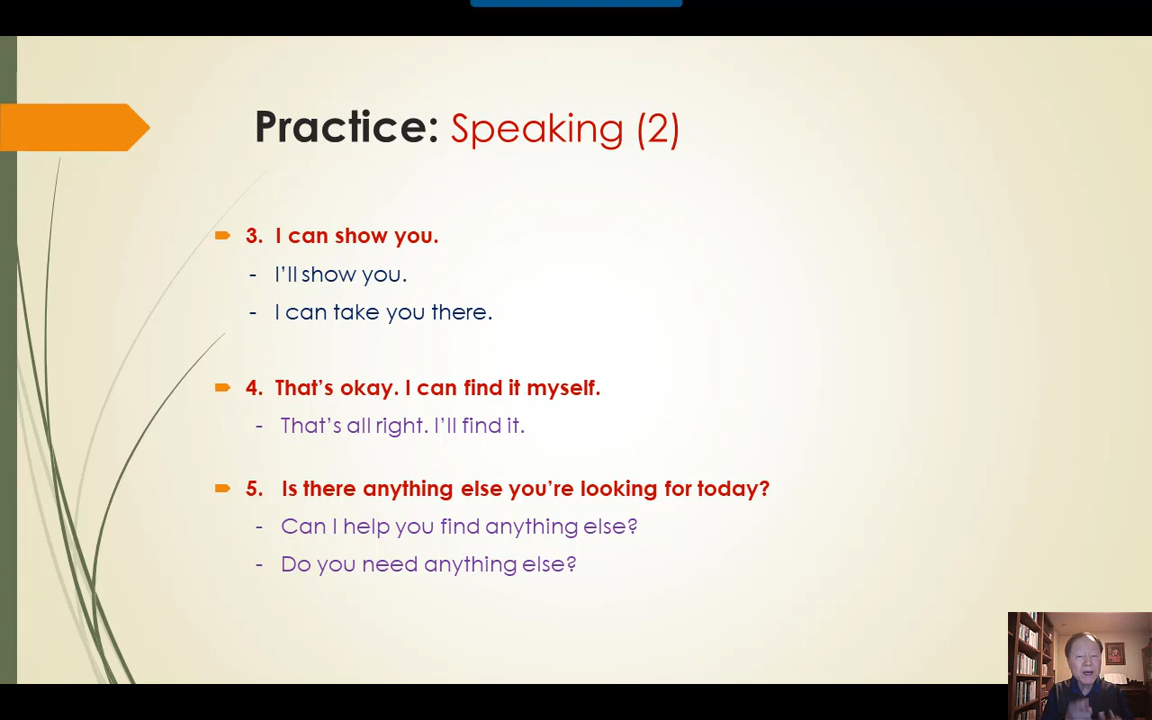 Practice: Speaking (2)
3. I can show you.
- I'll show you.
- I can take you there.
4. That's okay. I can find it myself.
- That's all right. I'll find it.
5. Is there anything else you're looking for today?
- Can I help you find anything else?
- Do you need anything else?